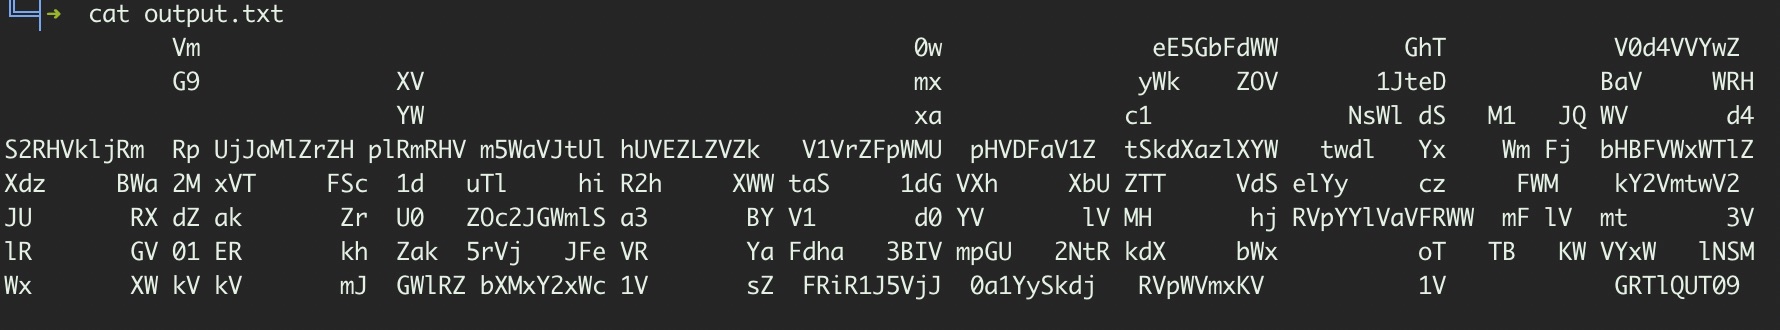 ➜ cat output.txt
Vm 0w eE5GbFdWW GhT V0d4VVYwZ
G9 XV mx yWk ZOV 1JteD BaV WRH
YW xa c1 NsWl dS M1 JQ WV d4
S2RHVkljRm Rp UjJoMlZrZH plRmRHV m5WaVJtUl hUVEZLZVZk V1VrZFpWMU pHVDFaV1Z tSkdXazlXYW twdl Yx Wm Fj bHBFVWxWTlZ
Xdz BWa 2M xVT FSc 1d uTl hi R2h XWW taS 1dG VXh XbU ZTT VdS elYy cz FWM kY2VmtwV2
JU RX dZ ak Zr U0 ZOc2JGWmlS a3 BY V1 d0 YV lV MH hj RVpYYlVaVFRWW mF lV mt 3V
lR GV 01 ER kh Zak 5rVj JFe VR Ya Fdha 3BIV mpGU 2NtR kdX bWx oT TB KW VYxW lNSM
Wx XW kV kV mJ GWlRZ bXMxY2xWc 1V sZ FRiR1J5VjJ 0a1YySkdj RVpWVmxKV 1V GRTlQUT09